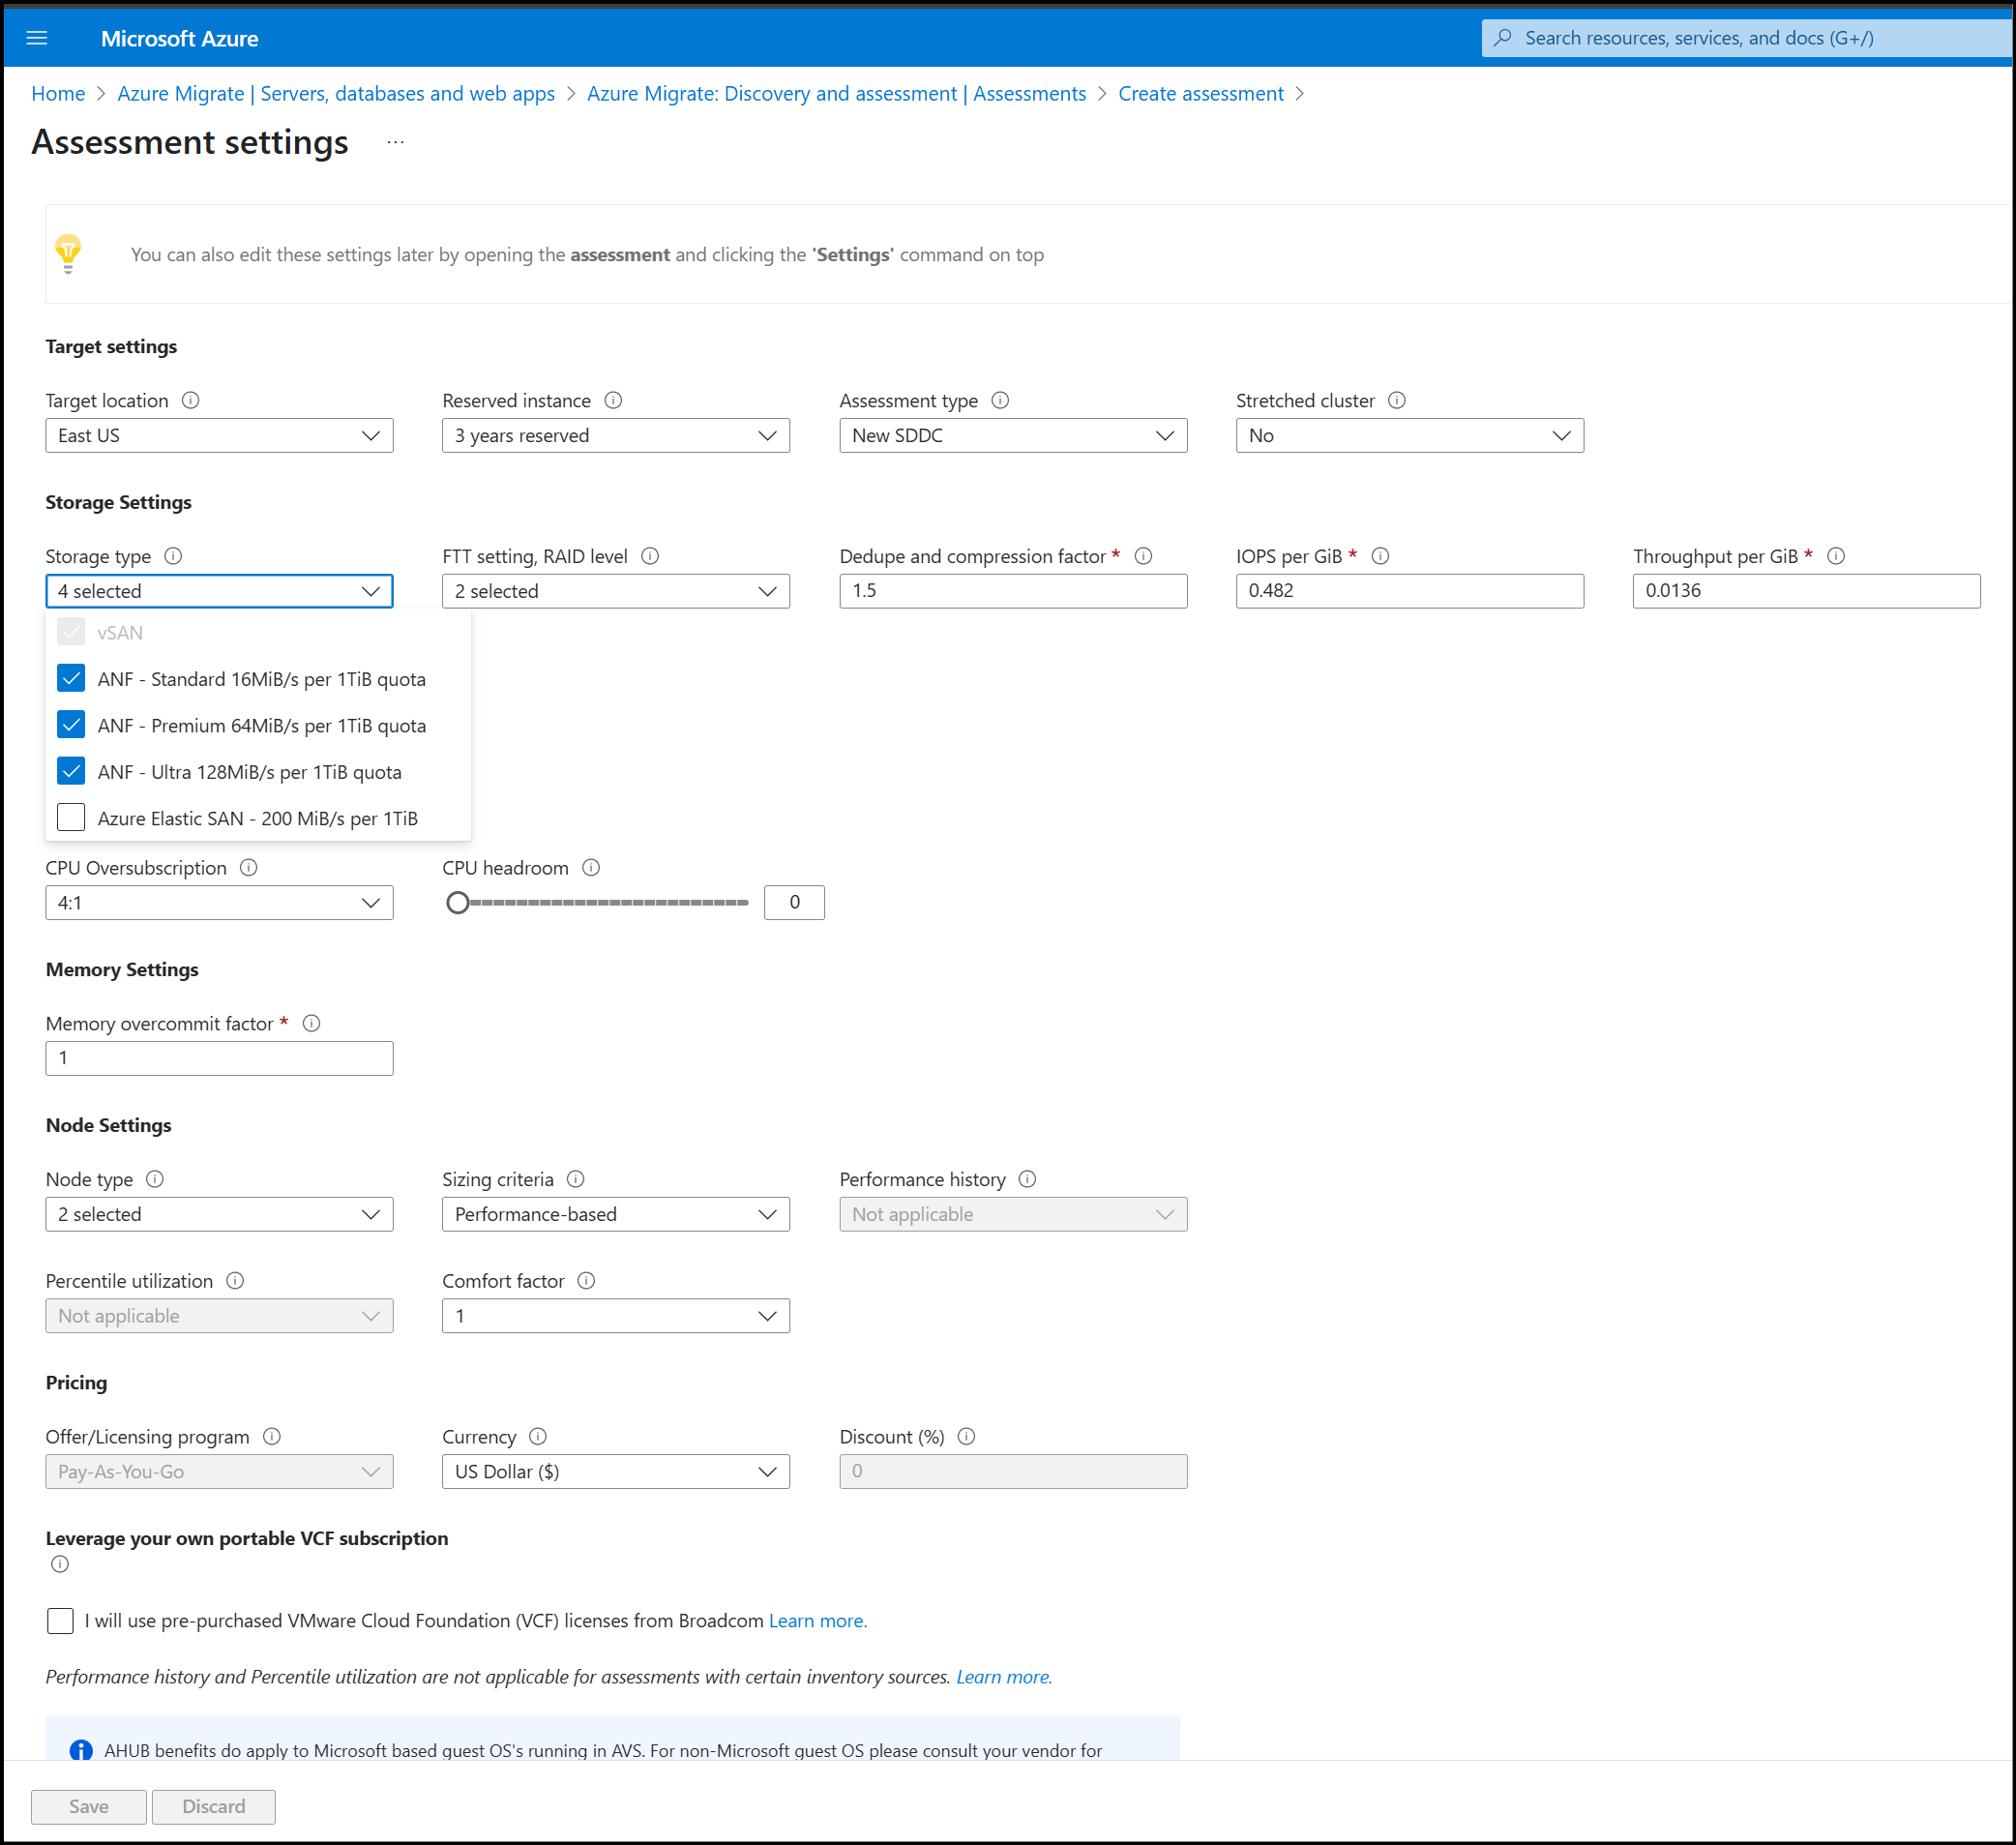 Microsoft Azure
Search resources, services, and docs (G+/)
Home > Azure Migrate | Servers, databases and web apps > Azure Migrate: Discovery and assessment | Assessments > Create assessment >
Assessment settings ...
You can also edit these settings later by opening the assessment and clicking the 'Settings' command on top
Target settings
Target location Reserved instance Assessment type Stretched cluster
East US 3 years reserved New SDDC No
Storage Settings
Storage type FTT setting, RAID level Dedupe and compression factor * IOPS per GiB * Throughput per GiB *
4 selected 2 selected 1.5 0.482 0.0136
vSAN
ANF - Standard 16MiB/s per 1TiB quota
ANF - Premium 64MiB/s per 1TiB quota
ANF - Ultra 128MiB/s per 1TiB quota
Azure Elastic SAN - 200 MiB/s per 1TiB
CPU Oversubscription CPU headroom
4:1 0
Memory Settings
Memory overcommit factor *
1
Node Settings
Node type Sizing criteria Performance history
2 selected Performance-based Not applicable
Percentile utilization Comfort factor
Not applicable 1
Pricing
Offer/Licensing program Currency Discount (%)
Pay-As-You-Go US Dollar ($) 0
Leverage your own portable VCF subscription
I will use pre-purchased VMware Cloud Foundation (VCF) licenses from Broadcom Learn more.
Performance history and Percentile utilization are not applicable for assessments with certain inventory sources. Learn more.
AHUB benefits do apply to Microsoft based guest OS's running in AVS. For non-Microsoft guest OS please consult your vendor for
Save Discard